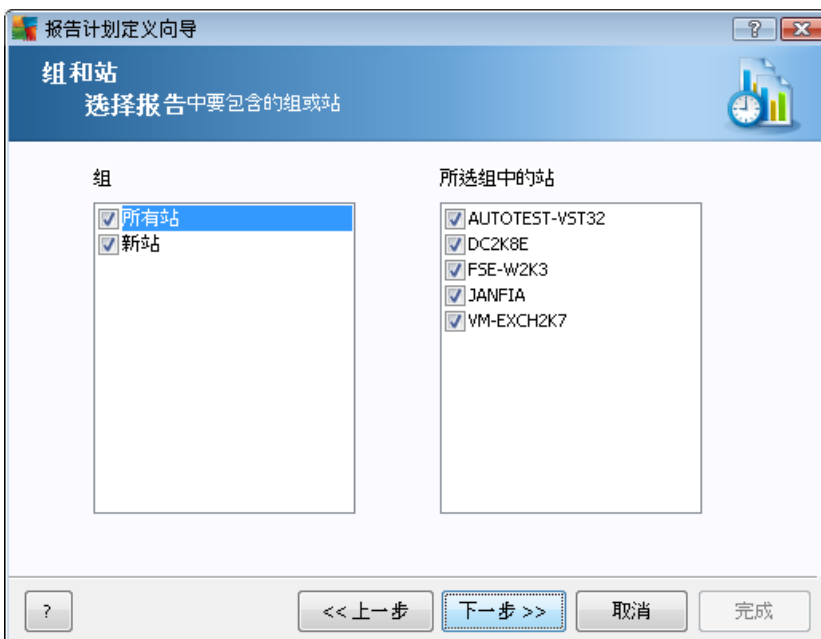 报告计划定义向导
组和站
选择报告中要包含的组或站
组
所选组中的站
所有站
新站
AUTOTEST-VST32
DC2K8E
FSE-W2K3
JANFIA
VM-EXCH2K7
?
<< 上一步
下一步 >>
取消
完成